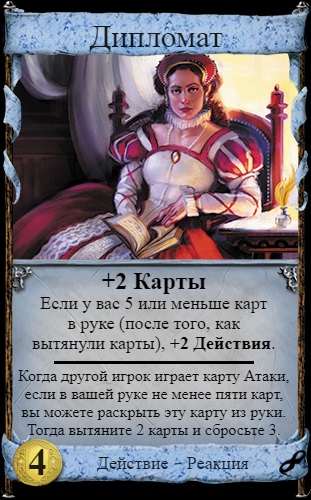 Дипломат
+2 Карты
Если у вас 5 или меньше карт
в руке (после того, как
вытянули карты), +2 Действия.
Когда другой игрок играет карту Атаки,
если в вашей руке не менее пяти карт,
вы можете раскрыть эту карту из руки.
Тогда вытяните 2 карты и сбросьте 3.
4
Действие – Реакция